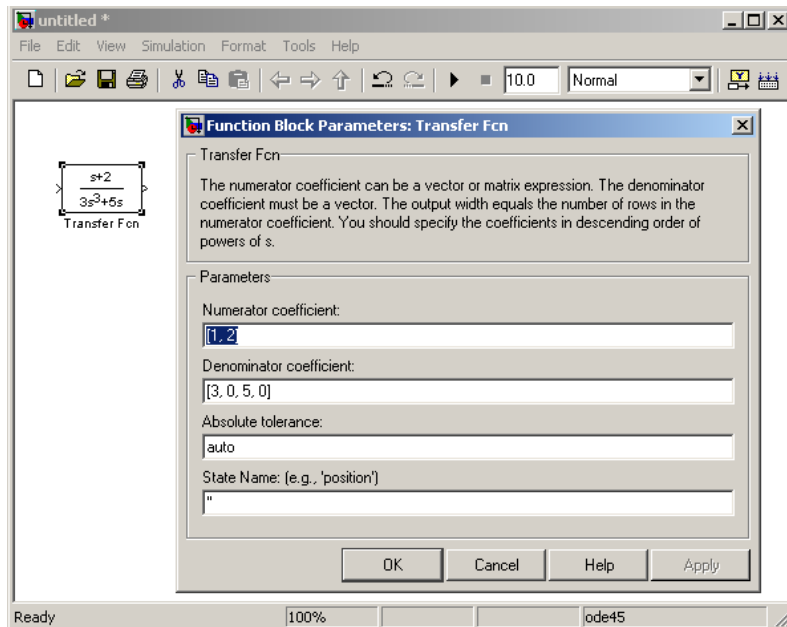 untitled *
File Edit View Simulation Format Tools Help
10.0 Normal
Function Block Parameters: Transfer Fcn
s+2
3s³+5s
Transfer Fcn
Transfer Fcn
The numerator coefficient can be a vector or matrix expression. The denominator
coefficient must be a vector. The output width equals the number of rows in the
numerator coefficient. You should specify the coefficients in descending order of
powers of s.
Parameters
Numerator coefficient:
[1, 2]
Denominator coefficient:
[3, 0, 5, 0]
Absolute tolerance:
auto
State Name: (e.g., 'position')
''
OK Cancel Help Apply
Ready 100% ode45